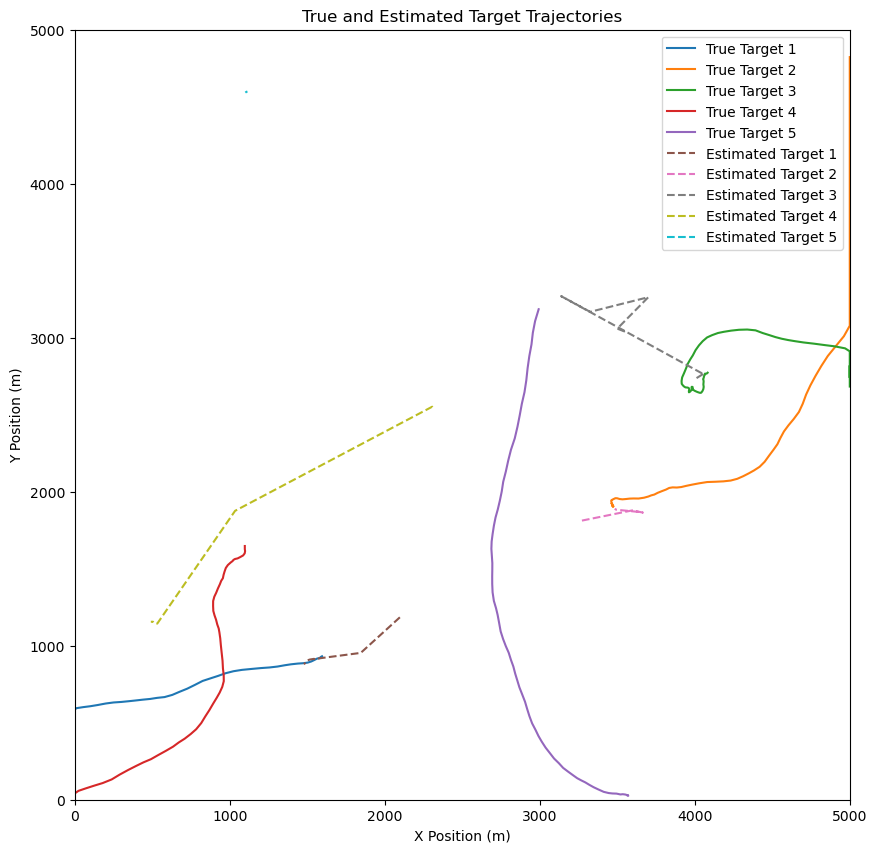 True and Estimated Target Trajectories
Y Position (m)
5000
4000
3000
2000
1000
0
True Target 1
True Target 2
True Target 3
True Target 4
True Target 5
Estimated Target 1
Estimated Target 2
Estimated Target 3
Estimated Target 4
Estimated Target 5
0 1000 2000 3000 4000 5000
X Position (m)